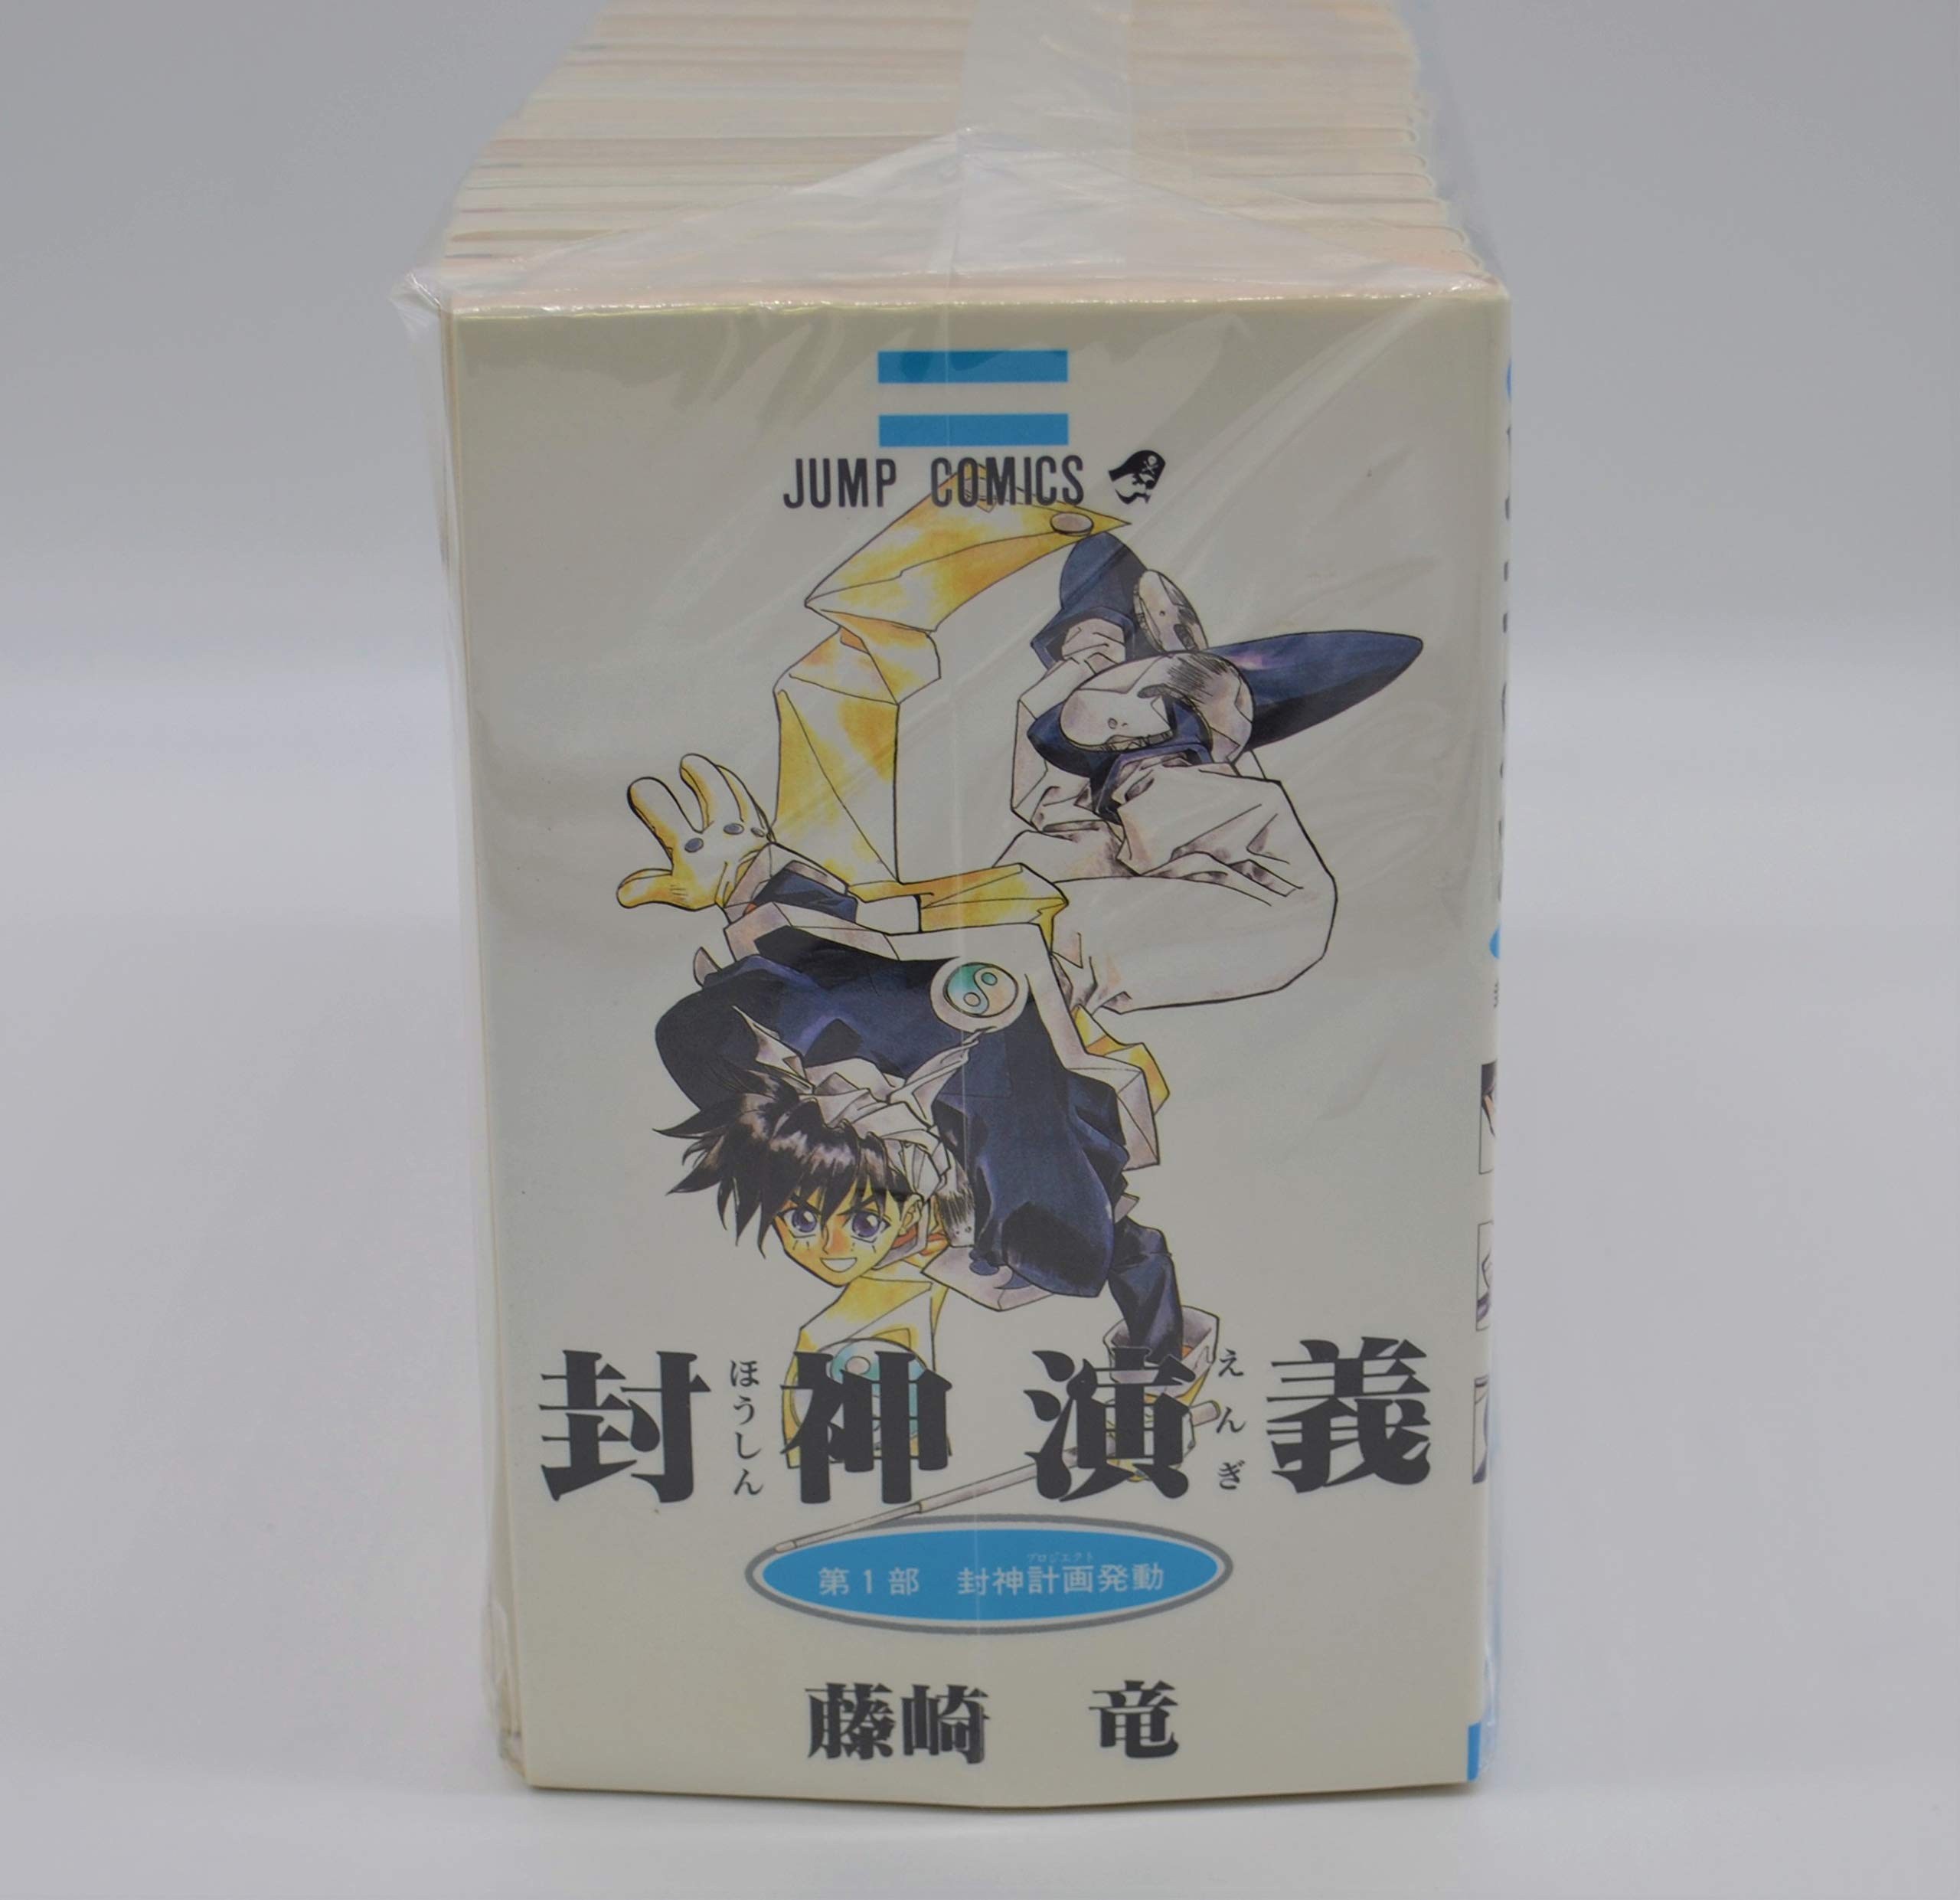 JUMP COMICS
封神演義
ほうしん
えんぎ
プロジェクト
第1部 封神計画発動
藤崎 竜